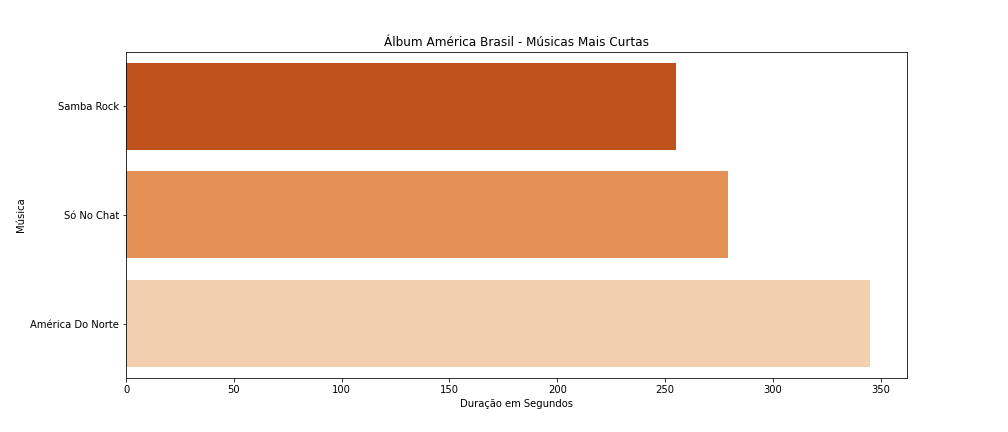 Álbum América Brasil - Músicas Mais Curtas
Música
Samba Rock
Só No Chat
América Do Norte
0 50 100 150 200 250 300 350
Duração em Segundos